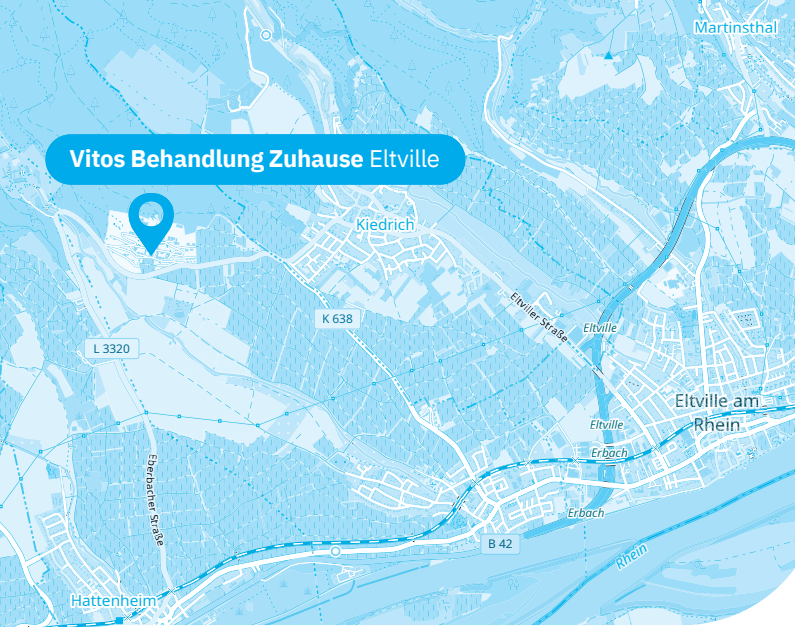 Martinsthal
Vitos Behandlung Zuhause Eltville
Kiedrich
Eltviller Straße
K 638
Eltville
L 3320
Eltville am
Rhein
Eltville
Erbach
Eberbacher Straße
Erbach
B 42
Rhein
Hattenheim